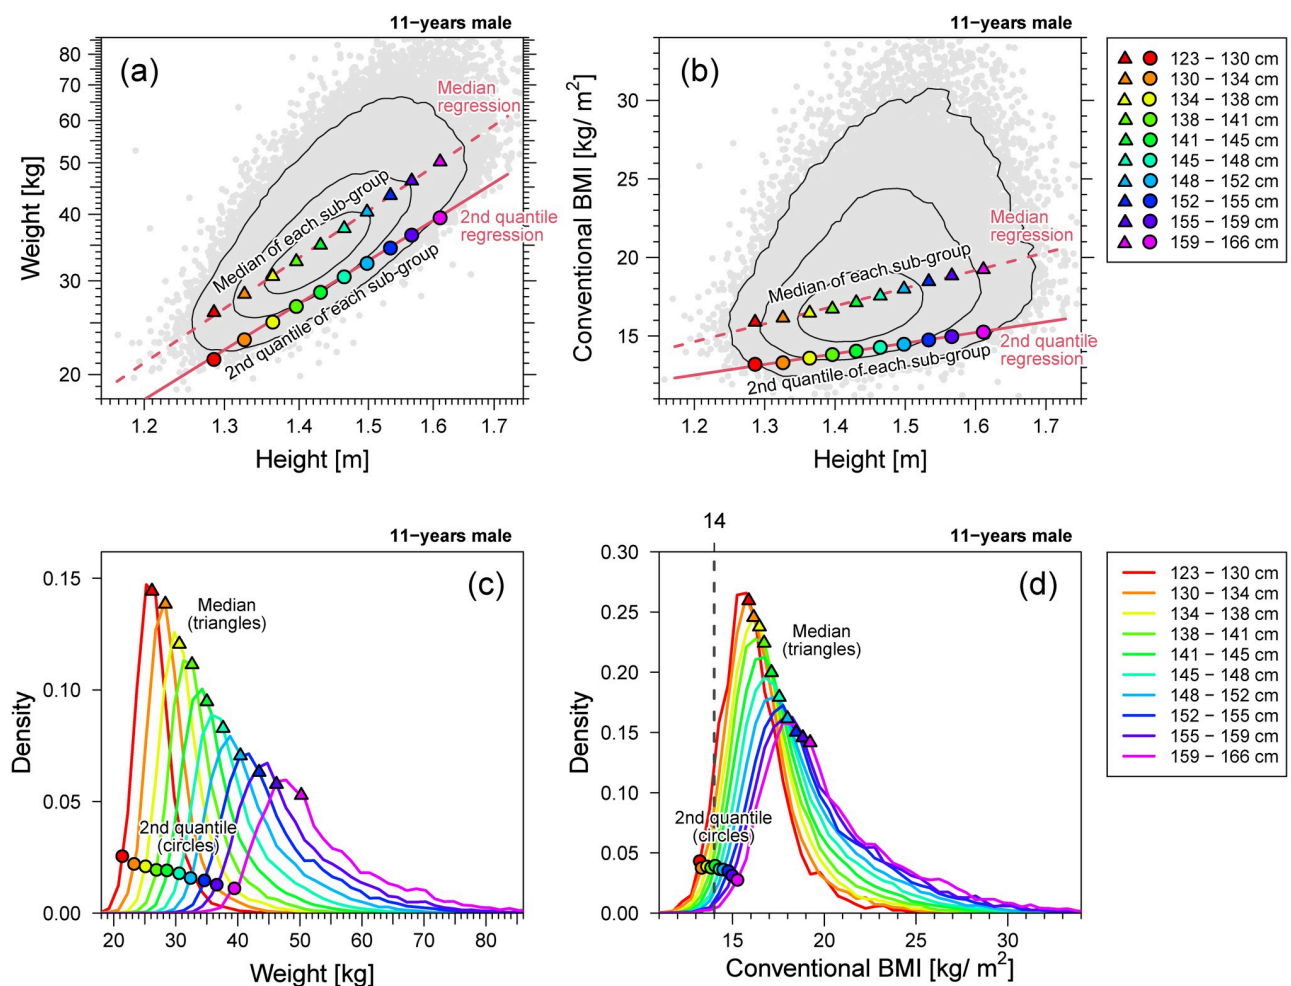 11−years male
(a)
Median
regression
Median of each sub-group
2nd quantile of each sub-group
2nd quantile
regression
Weight [kg]
80
70
60
50
40
30
20
1.2
1.3
1.4
1.5
1.6
1.7
Height [m]
11−years male
(b)
Median
regression
Median of each sub-group
2nd quantile of each sub-group
2nd quantile
regression
Conventional BMI [kg/ m²]
30
25
20
15
1.2
1.3
1.4
1.5
1.6
1.7
Height [m]
123 − 130 cm
130 − 134 cm
134 − 138 cm
138 − 141 cm
141 − 145 cm
145 − 148 cm
148 − 152 cm
152 − 155 cm
155 − 159 cm
159 − 166 cm
11−years male
(c)
Median
(triangles)
2nd quantile
(circles)
Density
0.15
0.10
0.05
0.00
20
30
40
50
60
70
80
Weight [kg]
14
11−years male
(d)
Median
(triangles)
2nd quantile
(circles)
Density
0.30
0.25
0.20
0.15
0.10
0.05
0.00
15
20
25
30
Conventional BMI [kg/ m²]
123 − 130 cm
130 − 134 cm
134 − 138 cm
138 − 141 cm
141 − 145 cm
145 − 148 cm
148 − 152 cm
152 − 155 cm
155 − 159 cm
159 − 166 cm